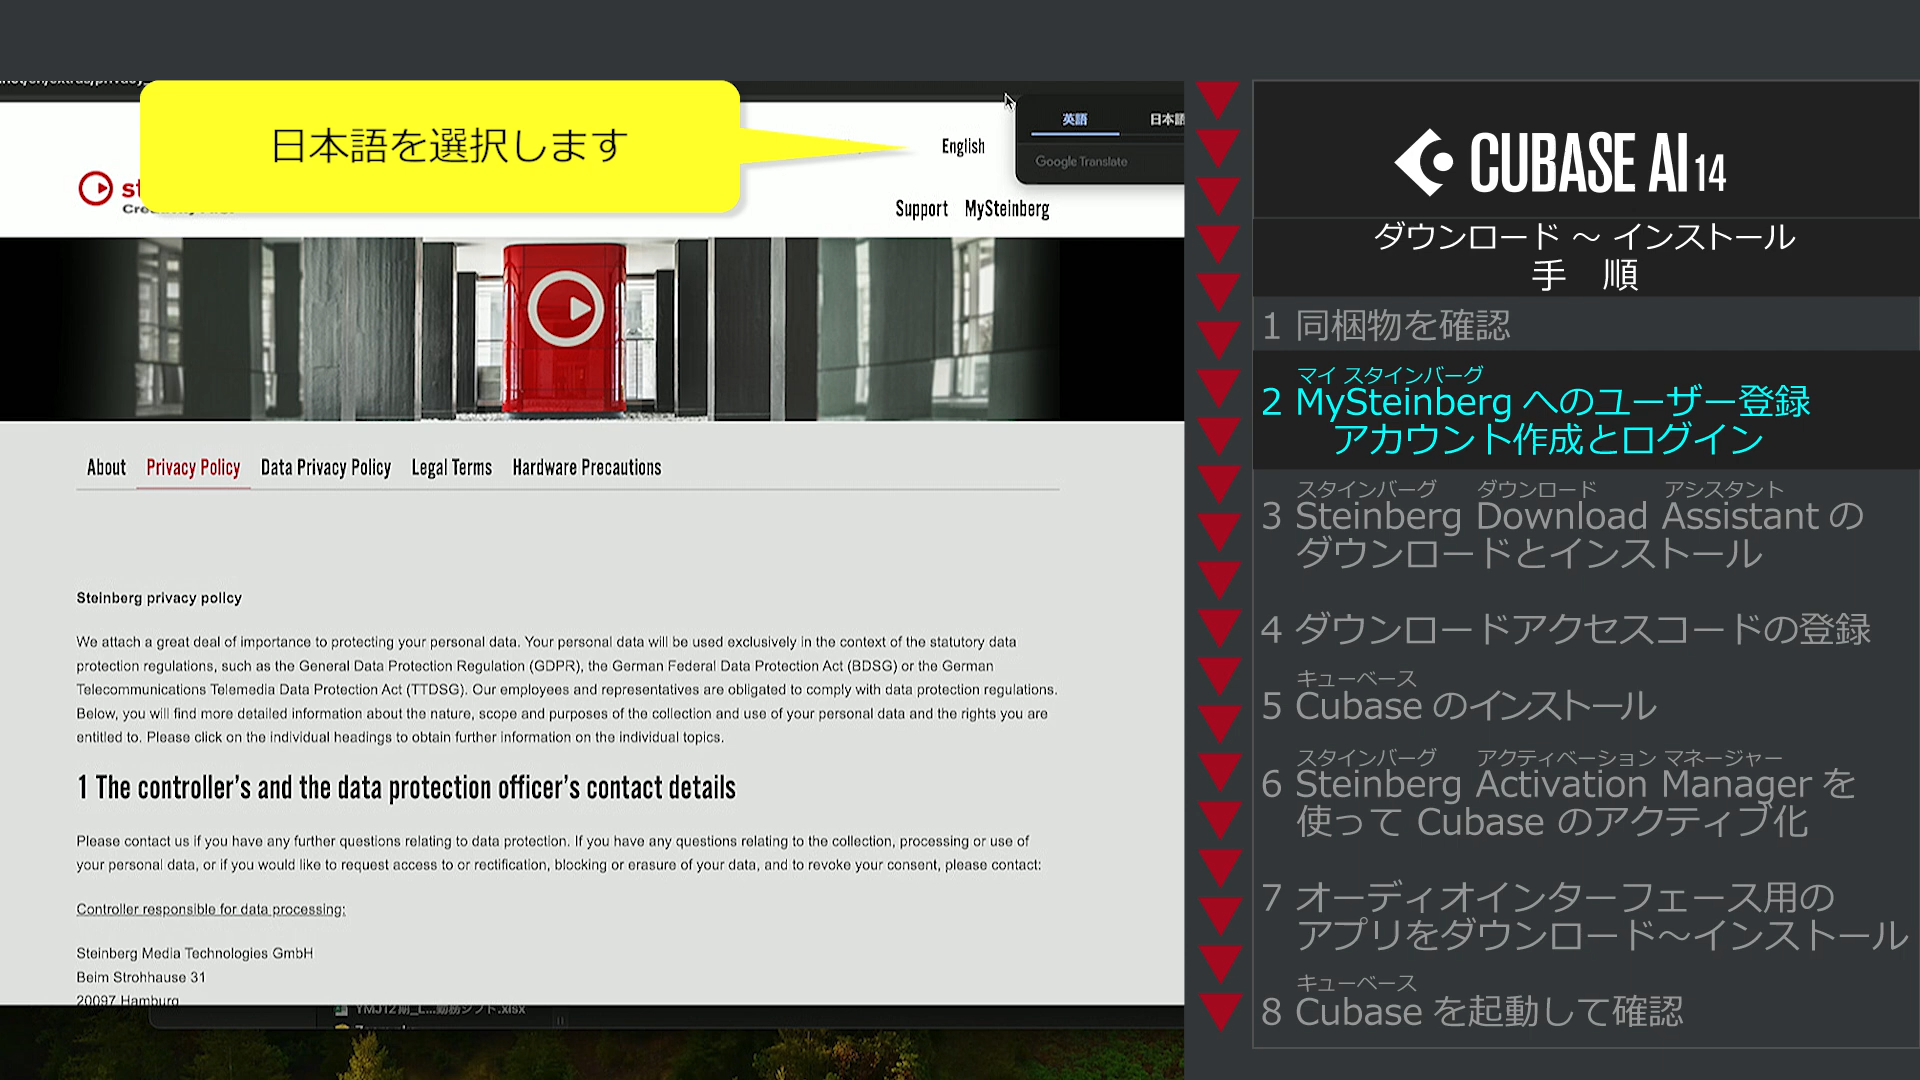 日本語を選択します
English
英語
日本語
Google Translate
Support MySteinberg
About Privacy Policy Data Privacy Policy Legal Terms Hardware Precautions
Steinberg privacy policy
We attach a great deal of importance to protecting your personal data. Your personal data will be used exclusively in the context of the statutory data
protection regulations, such as the General Data Protection Regulation (GDPR), the German Federal Data Protection Act (BDSG) or the German
Telecommunications Telemedia Data Protection Act (TTDSG). Our employees and representatives are obligated to comply with data protection regulations.
Below, you will find more detailed information about the nature, scope and purposes of the collection and use of your personal data and the rights you are
entitled to. Please click on the individual headings to obtain further information on the individual topics.
1 The controller's and the data protection officer's contact details
Please contact us if you have any further questions relating to data protection. If you have any questions relating to the collection, processing or use of
your personal data, or if you would like to request access to or rectification, blocking or erasure of your data, and to revoke your consent, please contact:
Controller responsible for data processing:
Steinberg Media Technologies GmbH
Beim Strohhause 31
20097 Hamburg
CUBASE AI 14
ダウンロード ～ インストール
手 順
1 同梱物を確認
マイ スタインバーグ
2 MySteinberg へのユーザー登録
アカウント作成とログイン
スタインバーグ ダウンロード アシスタント
3 Steinberg Download Assistant の
ダウンロードとインストール
4 ダウンロードアクセスコードの登録
キューベース
5 Cubase のインストール
スタインバーグ アクティベーション マネージャー
6 Steinberg Activation Manager を
使って Cubase のアクティブ化
7 オーディオインターフェース用の
アプリをダウンロード～インストール
キューベース
8 Cubase を起動して確認